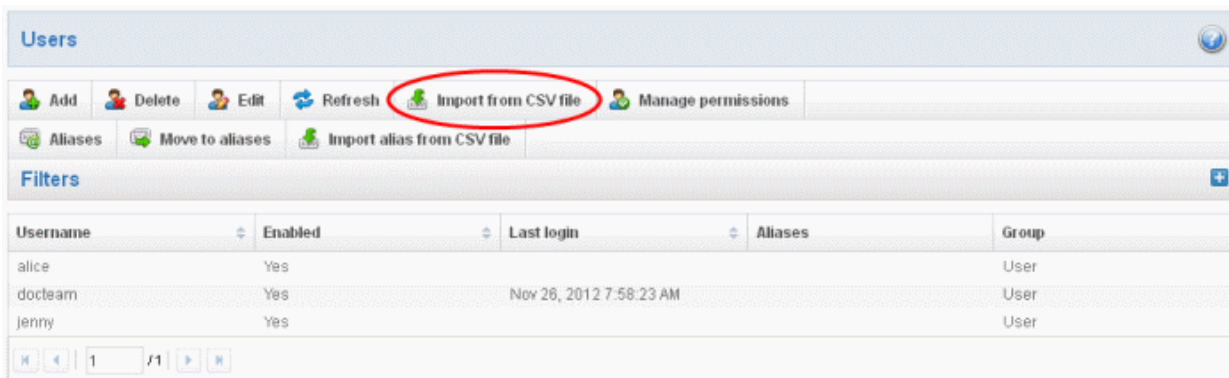 Users
Add Delete Edit Refresh Import from CSV file Manage permissions
Aliases Move to aliases Import alias from CSV file
Filters
Username Enabled Last login Aliases Group
alice Yes User
docteam Yes Nov 26, 2012 7:58:23 AM User
jenny Yes User
1 /1